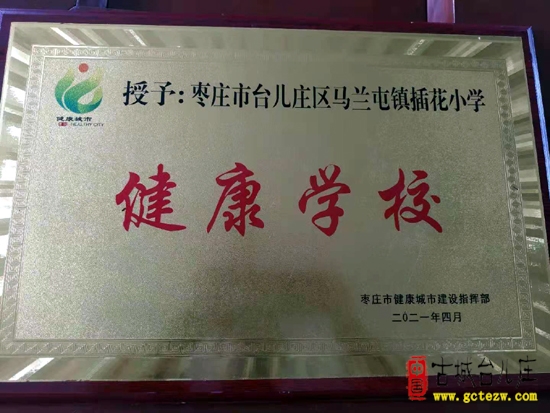 授予：枣庄市台儿庄区马兰屯镇插花小学
健康城市
HEALTHY CITY
健康学校
枣庄市健康城市建设指挥部
二〇二一年四月
古城台儿庄
www.gctezw.com